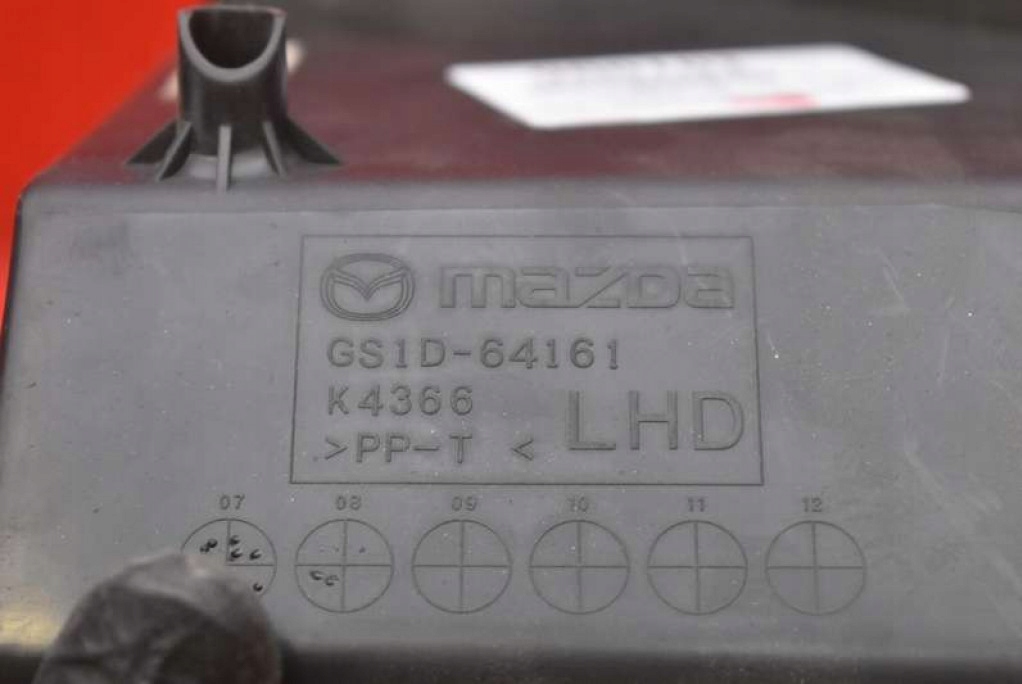 mazda
GS1D-64161
K4366
>PP-T <
LHD
07 08 09 10 11 12